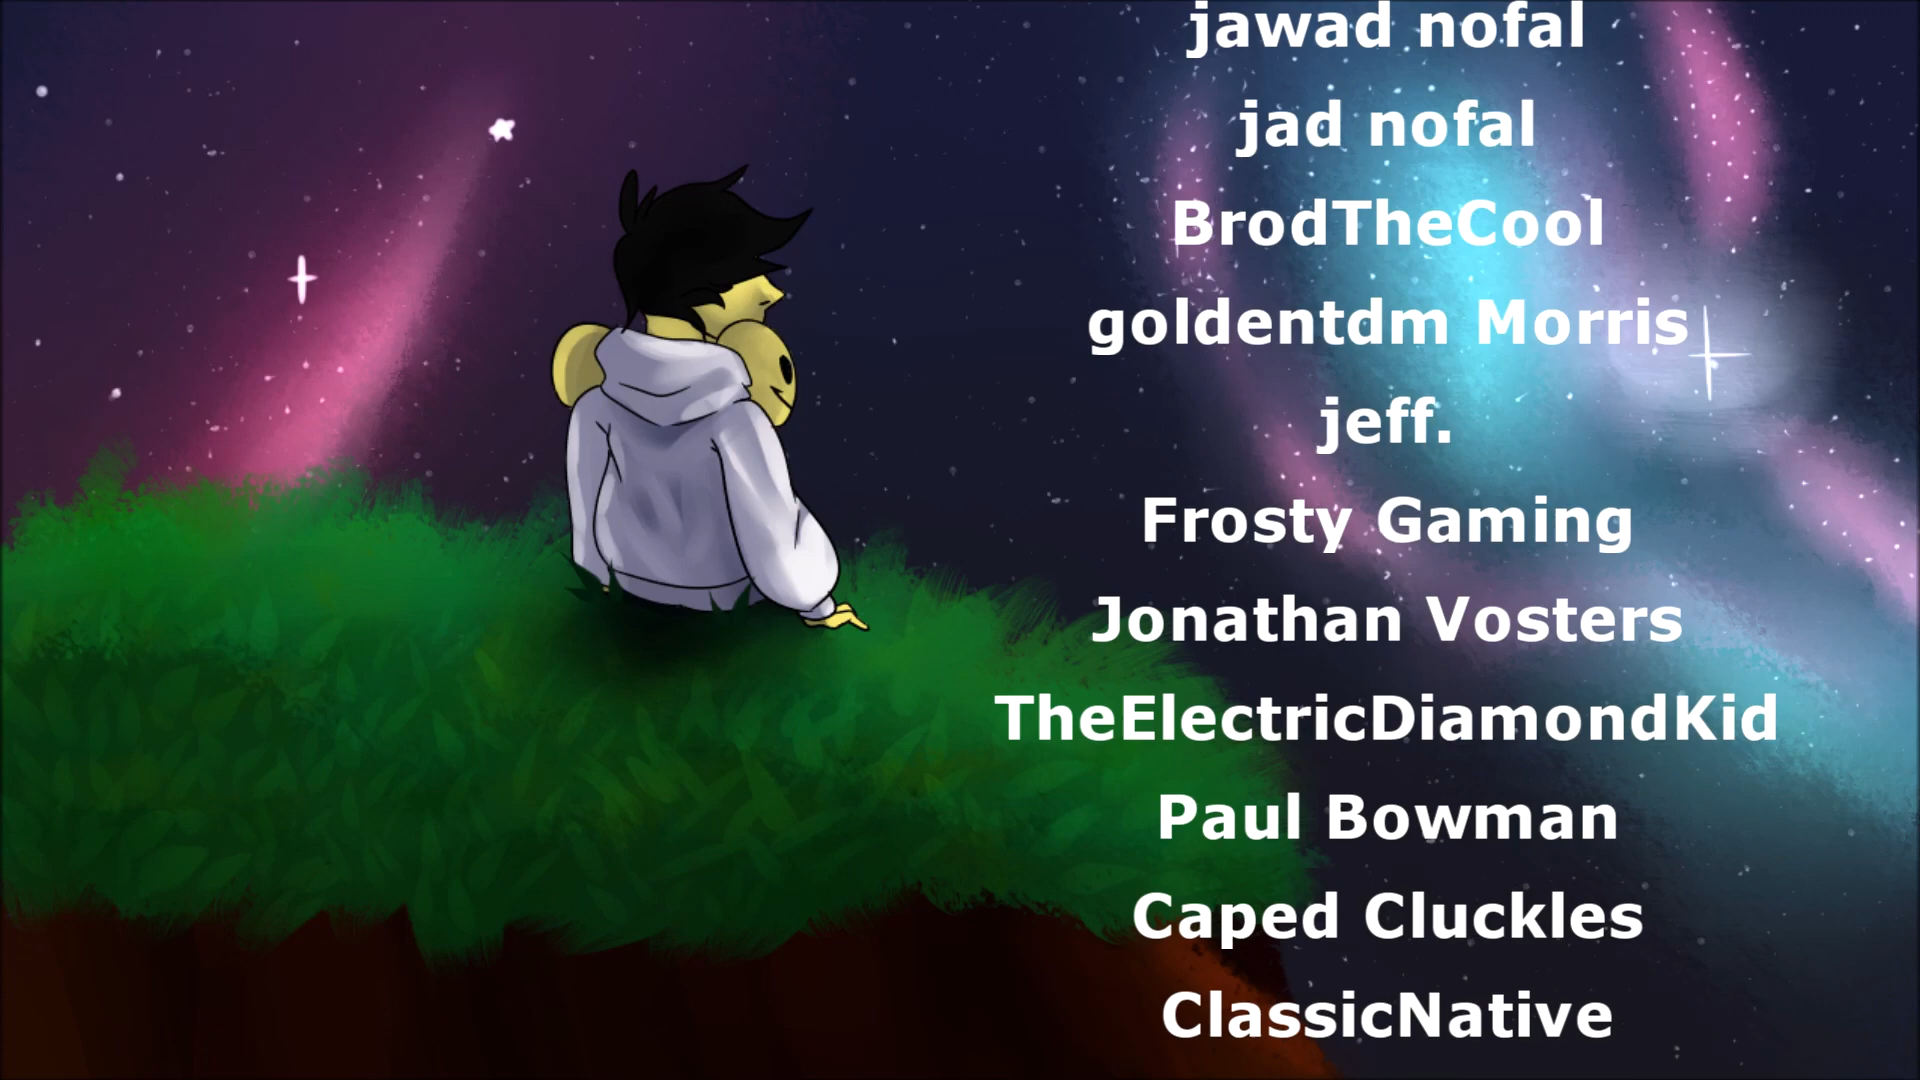 jawad nofal
jad nofal
BrodTheCool
goldentdm Morris
jeff.
Frosty Gaming
Jonathan Vosters
TheElectricDiamondKid
Paul Bowman
Caped Cluckles
ClassicNative